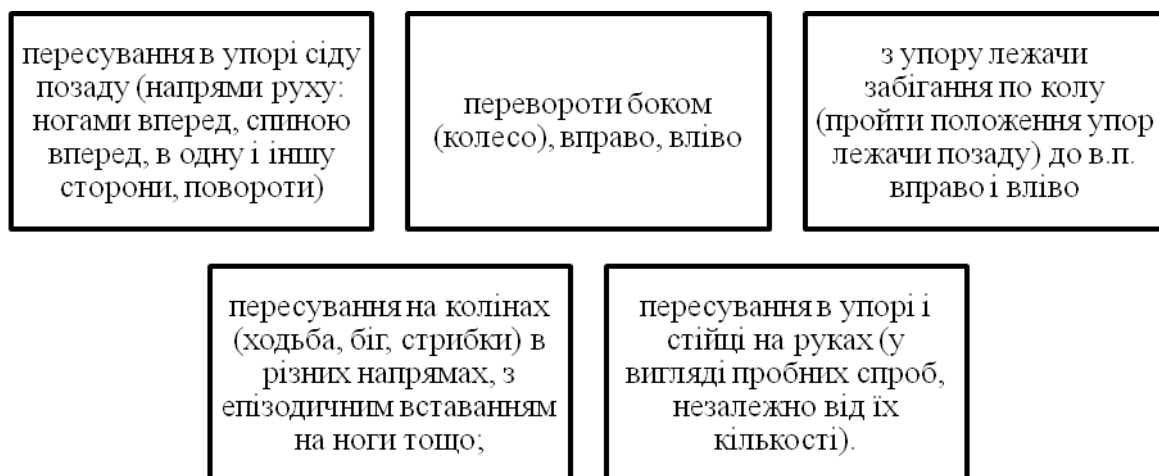 пересування в упорі сіду
позаду (напрями руху:
ногами вперед, спиною
вперед, в одну і іншу
сторони, повороти)
перевороти боком
(колесо), вправо, вліво
з упору лежачи
забігання по колу
(пройти положення упор
лежачи позаду) до в.п.
вправо і вліво
пересування на колінах
(ходьба, біг, стрибки) в
різних напрямах, з
епізодичним вставанням
на ноги тощо;
пересування в упорі і
стійці на руках (у
вигляді пробних спроб,
незалежно від їх
кількості).